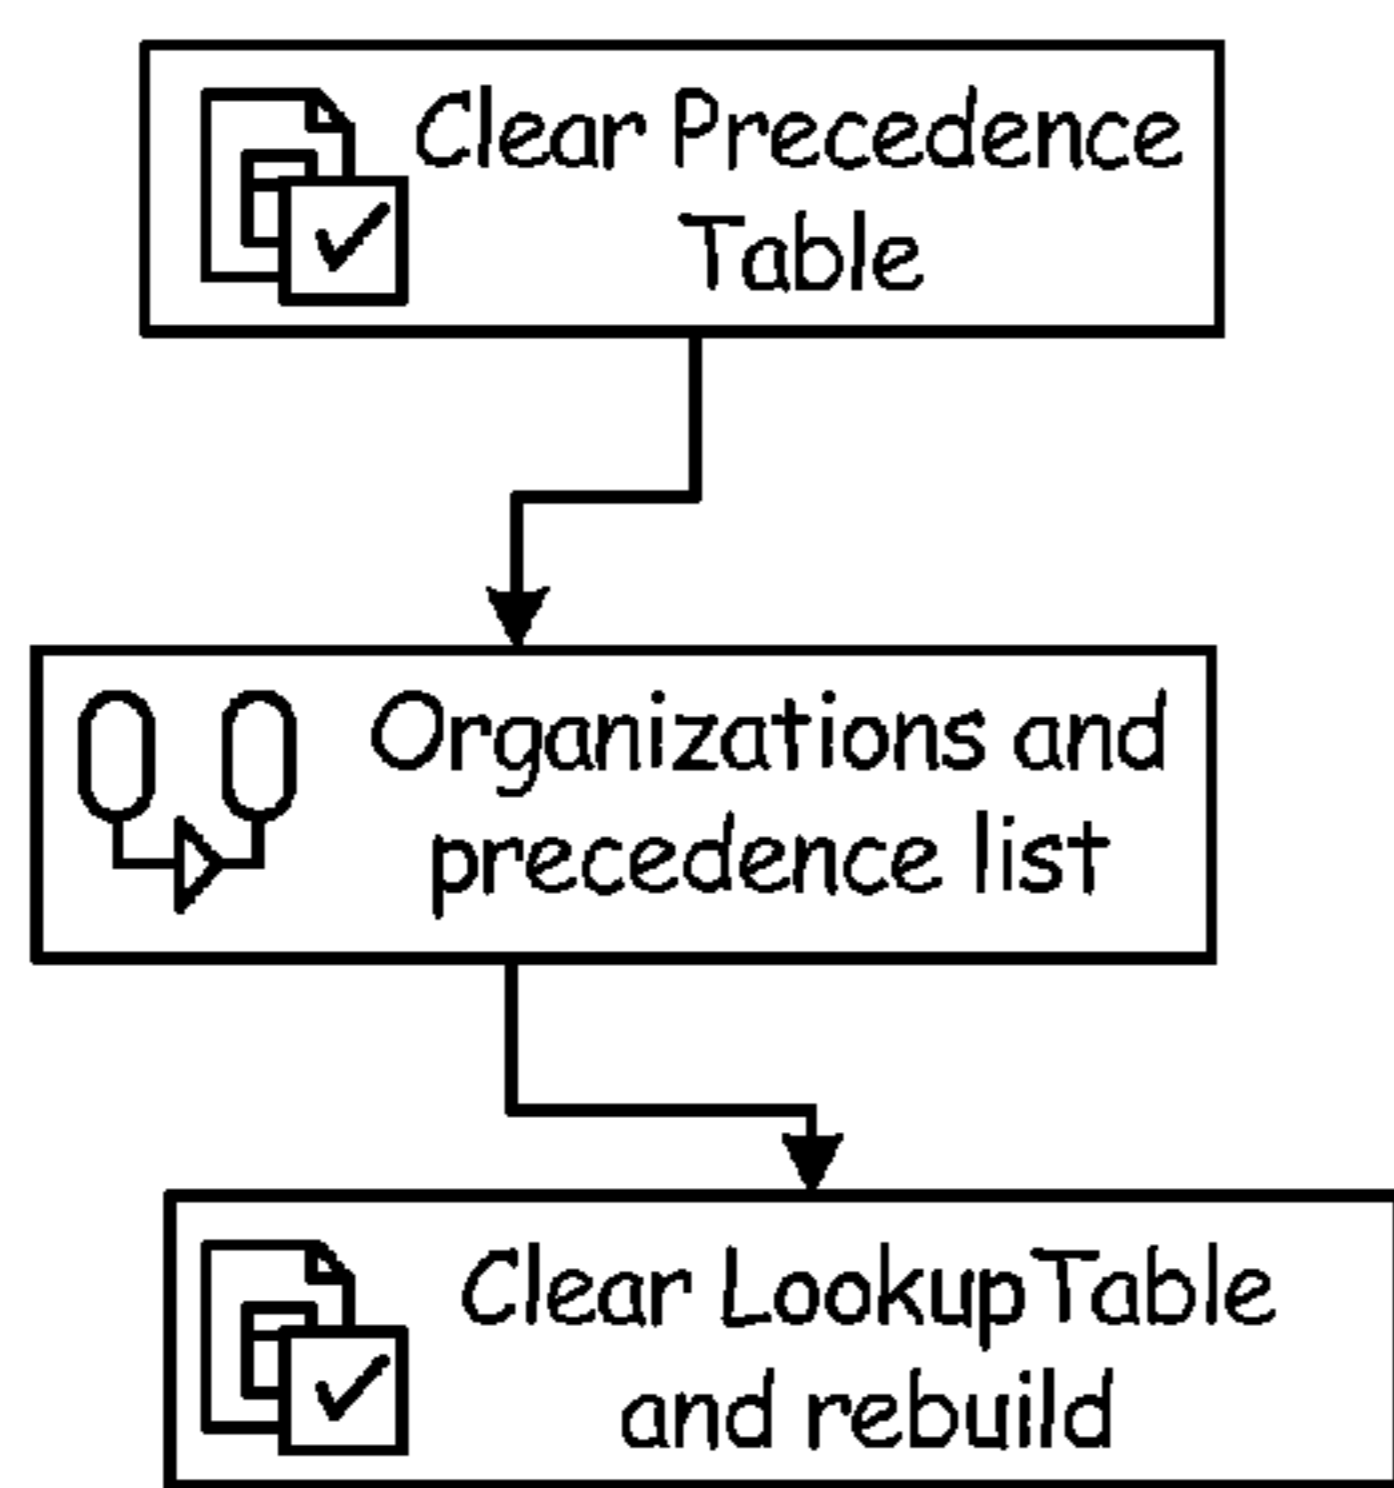 Clear Precedence
Table
Organizations and
precedence list
Clear LookupTable
and rebuild